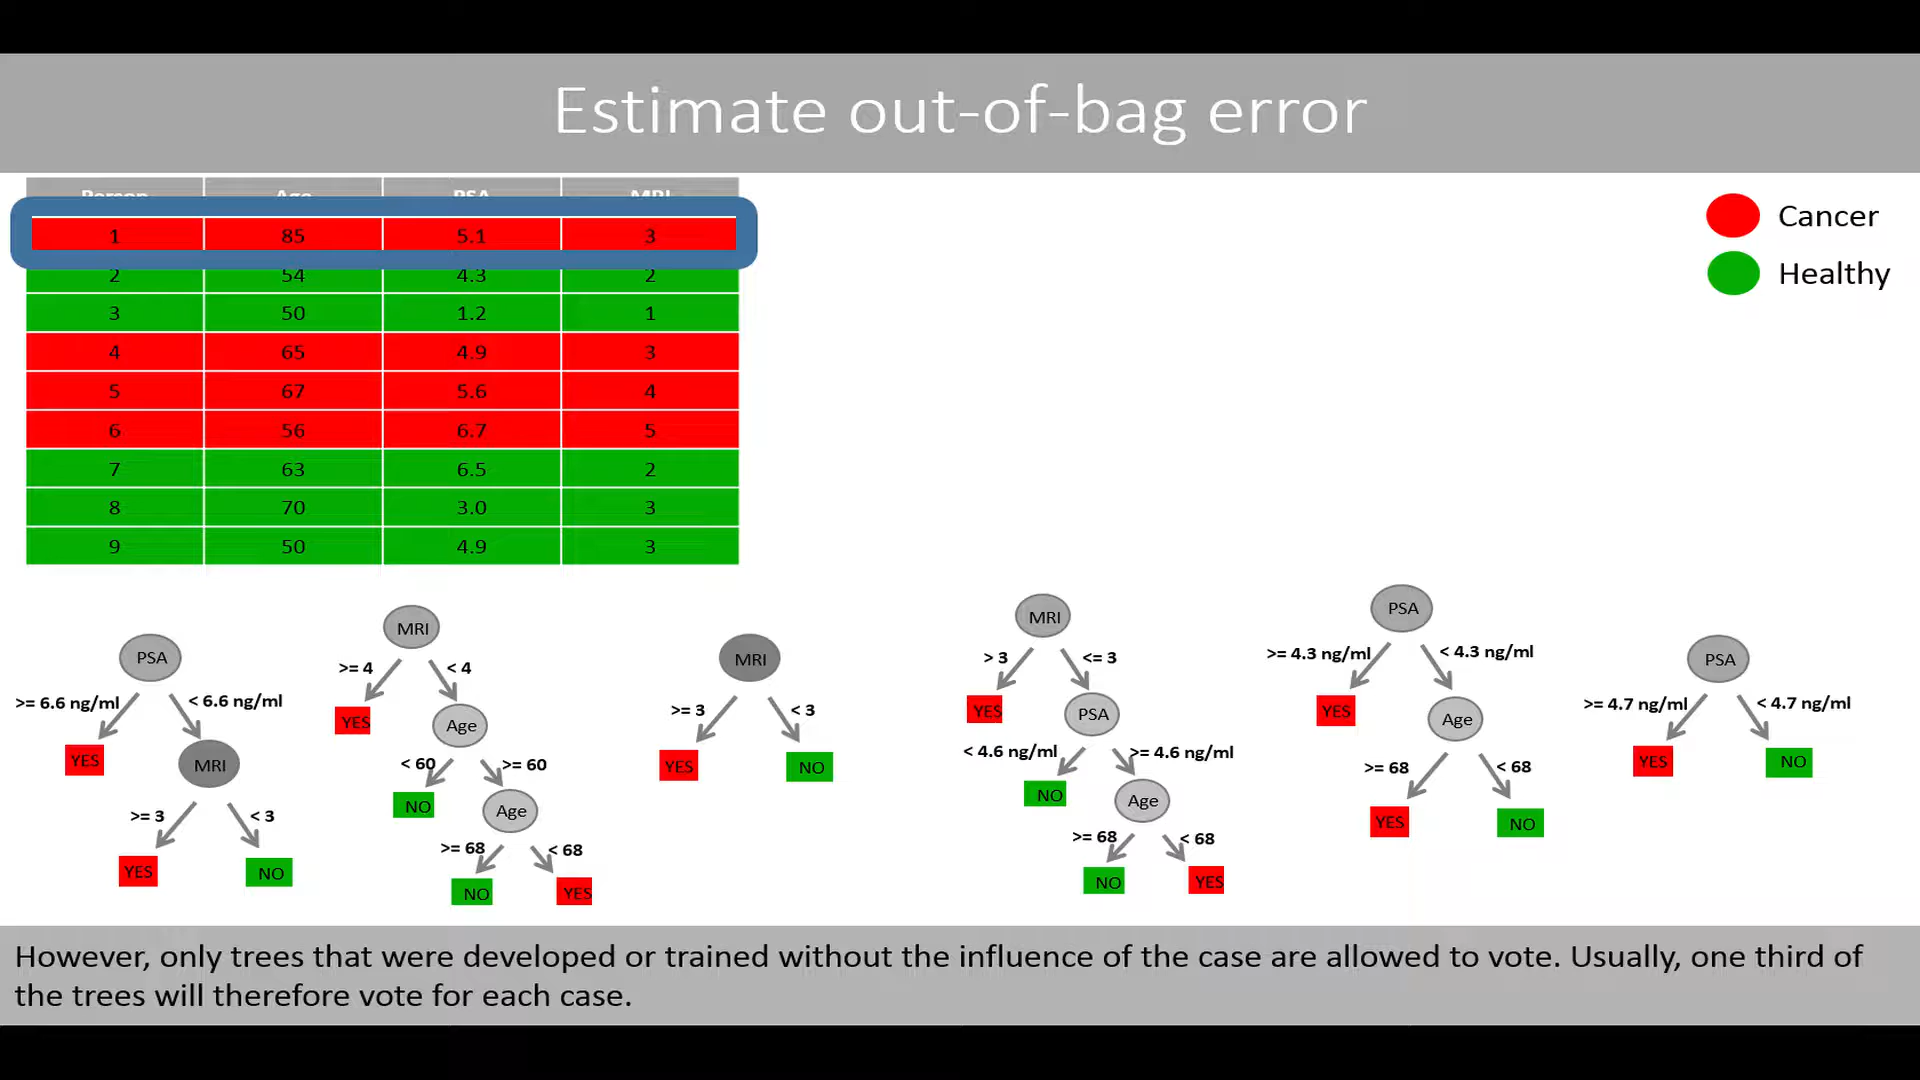 Estimate out-of-bag error
Person Age PSA MRI
1 85 5.1 3
2 54 4.3 2
3 50 1.2 1
4 65 4.9 3
5 67 5.6 4
6 56 6.7 5
7 63 6.5 2
8 70 3.0 3
9 50 4.9 3
Cancer
Healthy
PSA
>= 6.6 ng/ml < 6.6 ng/ml
YES
MRI
>= 3 < 3
YES NO
MRI
>= 4 < 4
YES
Age
< 60 >= 60
NO
Age
>= 68 < 68
NO YES
MRI
>= 3 < 3
YES NO
MRI
> 3 <= 3
YES
PSA
< 4.6 ng/ml >= 4.6 ng/ml
NO
Age
>= 68 < 68
NO YES
PSA
>= 4.3 ng/ml < 4.3 ng/ml
YES
Age
>= 68 < 68
YES NO
PSA
>= 4.7 ng/ml < 4.7 ng/ml
YES NO
However, only trees that were developed or trained without the influence of the case are allowed to vote. Usually, one third of
the trees will therefore vote for each case.